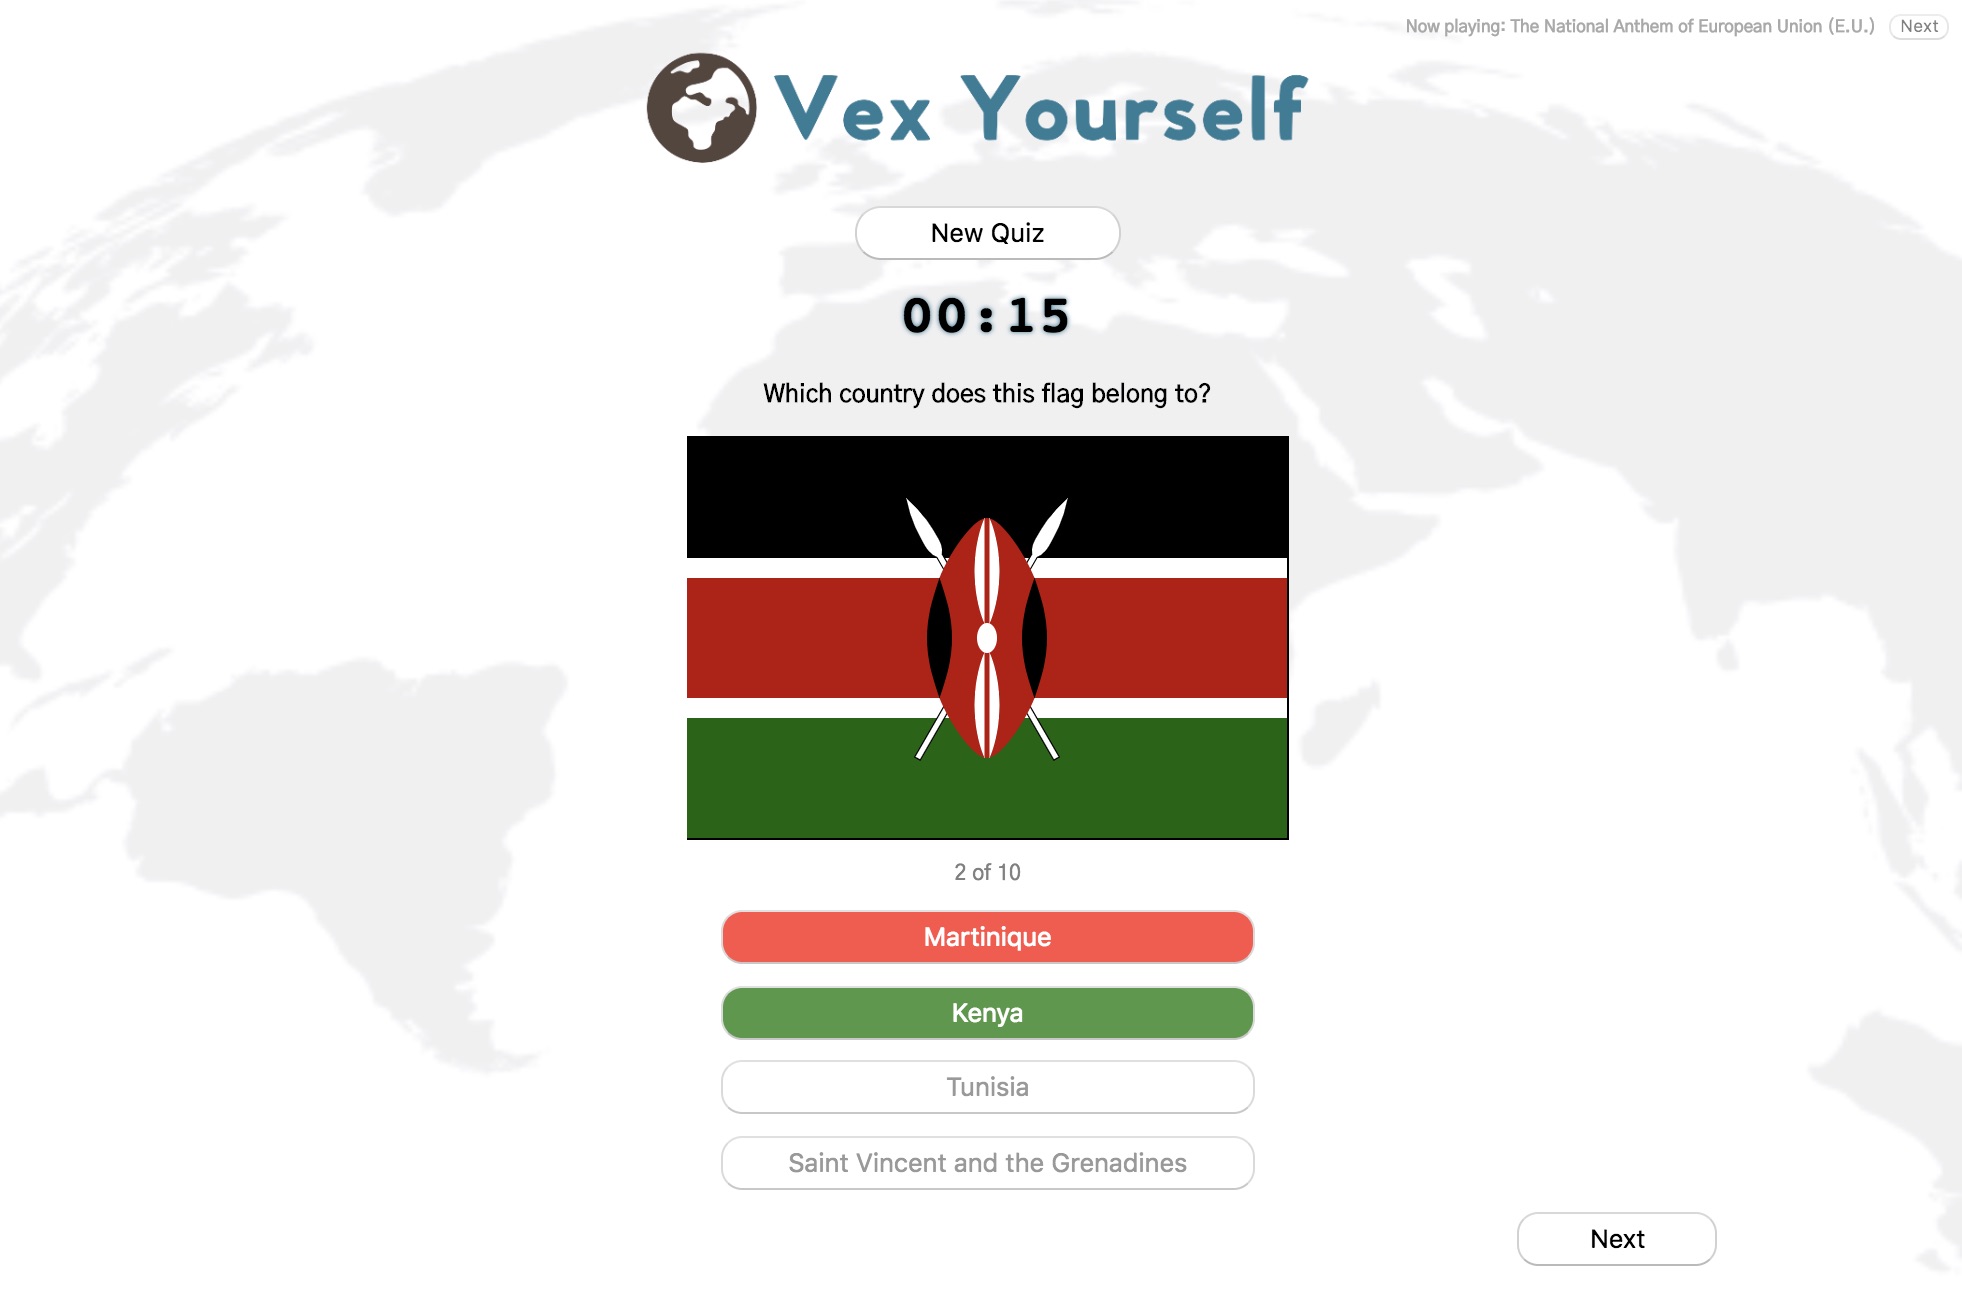 Now playing: The National Anthem of European Union (E.U.) Next
Vex Yourself
New Quiz
00:15
Which country does this flag belong to?
2 of 10
Martinique
Kenya
Tunisia
Saint Vincent and the Grenadines
Next